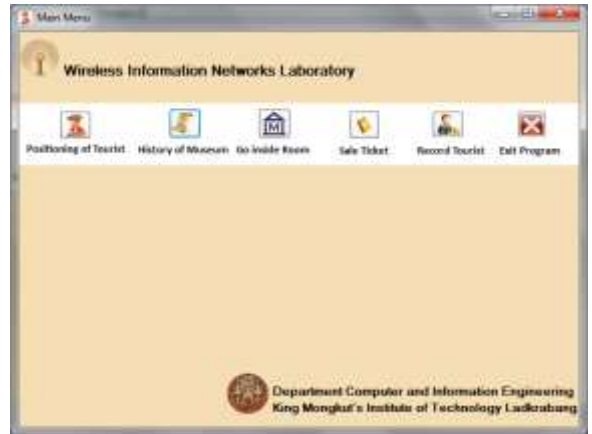 Main Menu
Wireless Information Networks Laboratory
Positioning of Tourist
History of Museum
Go inside Room
Sale Ticket
Record Tourist
Exit Program
Department Computer and Information Engineering
King Mongkut's Institute of Technology Ladkrabang